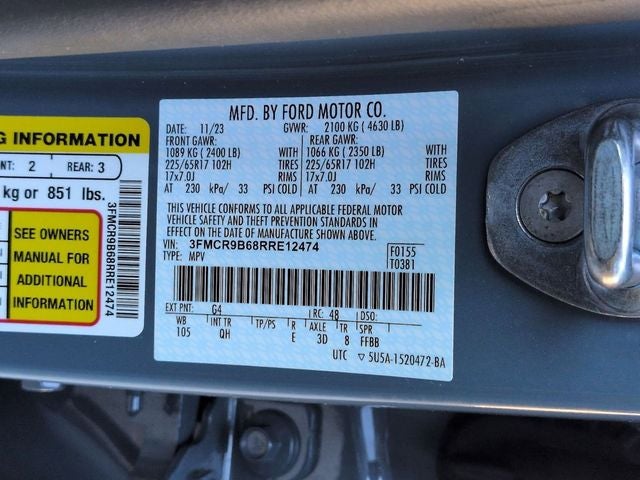 G INFORMATION
NT: 2 REAR: 3
kg or 851 lbs.
SEE OWNERS
MANUAL FOR
ADDITIONAL
INFORMATION
3FMCR9B68RRE12474
MFD. BY FORD MOTOR CO.
DATE: 11/23 GVWR: 2100 KG ( 4630 LB)
FRONT GAWR: REAR GAWR:
1089 KG ( 2400 LB) WITH 1066 KG ( 2350 LB) WITH
225/65R17 102H TIRES 225/65R17 102H TIRES
17x7.0J RIMS 17x7.0J RIMS
AT 230 kPa/ 33 PSI COLD AT 230 kPa/ 33 PSI COLD
THIS VEHICLE CONFORMS TO ALL APPLICABLE FEDERAL MOTOR
VEHICLE SAFETY AND THEFT PREVENTION STANDARDS IN
EFFECT ON THE DATE OF MANUFACTURE SHOWN ABOVE.
VIN: 3FMCR9B68RRE12474 F0155
TYPE: MPV T0381
EXT PNT: G4 RC: 48 DSO:
WB INT TR TP/PS R AXLE TR SPR
105 QH E 3D 8 FFBB
UTC ▽ 5U5A-1520472-BA